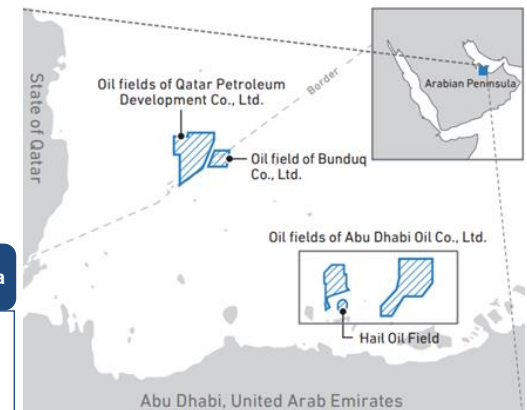 State of Qatar
Oil fields of Qatar Petroleum
Development Co., Ltd.
Border
Arabian Peninsula
Oil field of Bunduq
Co., Ltd.
Oil fields of Abu Dhabi Oil Co., Ltd.
Hail Oil Field
a
Abu Dhabi, United Arab Emirates